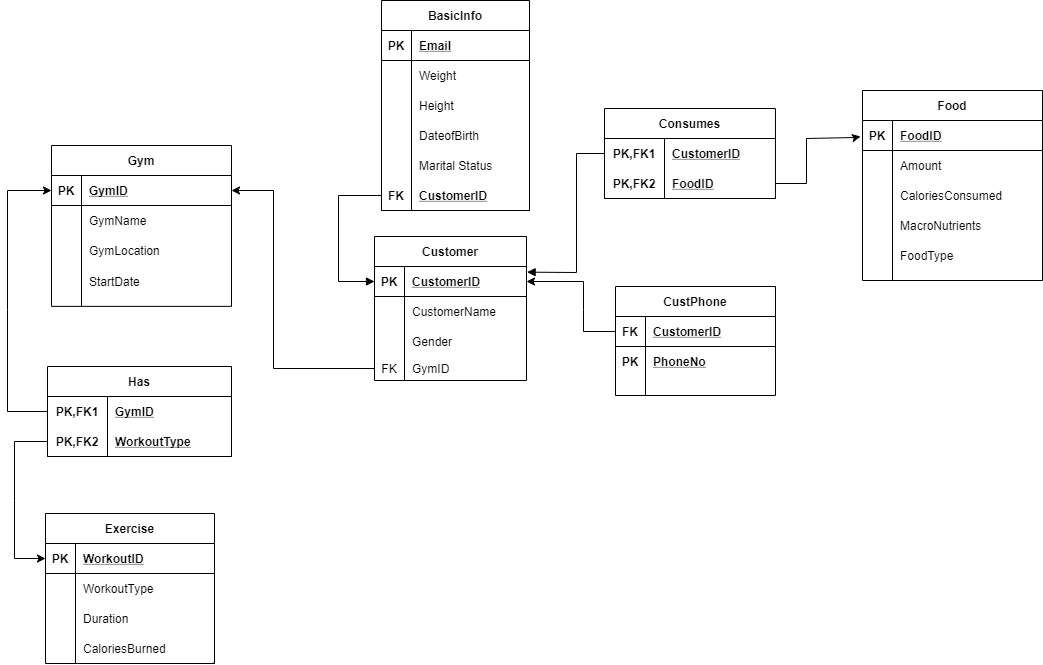 BasicInfo
PK Email
Weight
Height
DateofBirth
Marital Status
FK CustomerID
Gym
PK GymID
GymName
GymLocation
StartDate
Customer
PK CustomerID
CustomerName
Gender
FK GymID
Consumes
PK,FK1 CustomerID
PK,FK2 FoodID
Food
PK FoodID
Amount
CaloriesConsumed
MacroNutrients
FoodType
CustPhone
FK CustomerID
PK PhoneNo
Has
PK,FK1 GymID
PK,FK2 WorkoutType
Exercise
PK WorkoutID
WorkoutType
Duration
CaloriesBurned